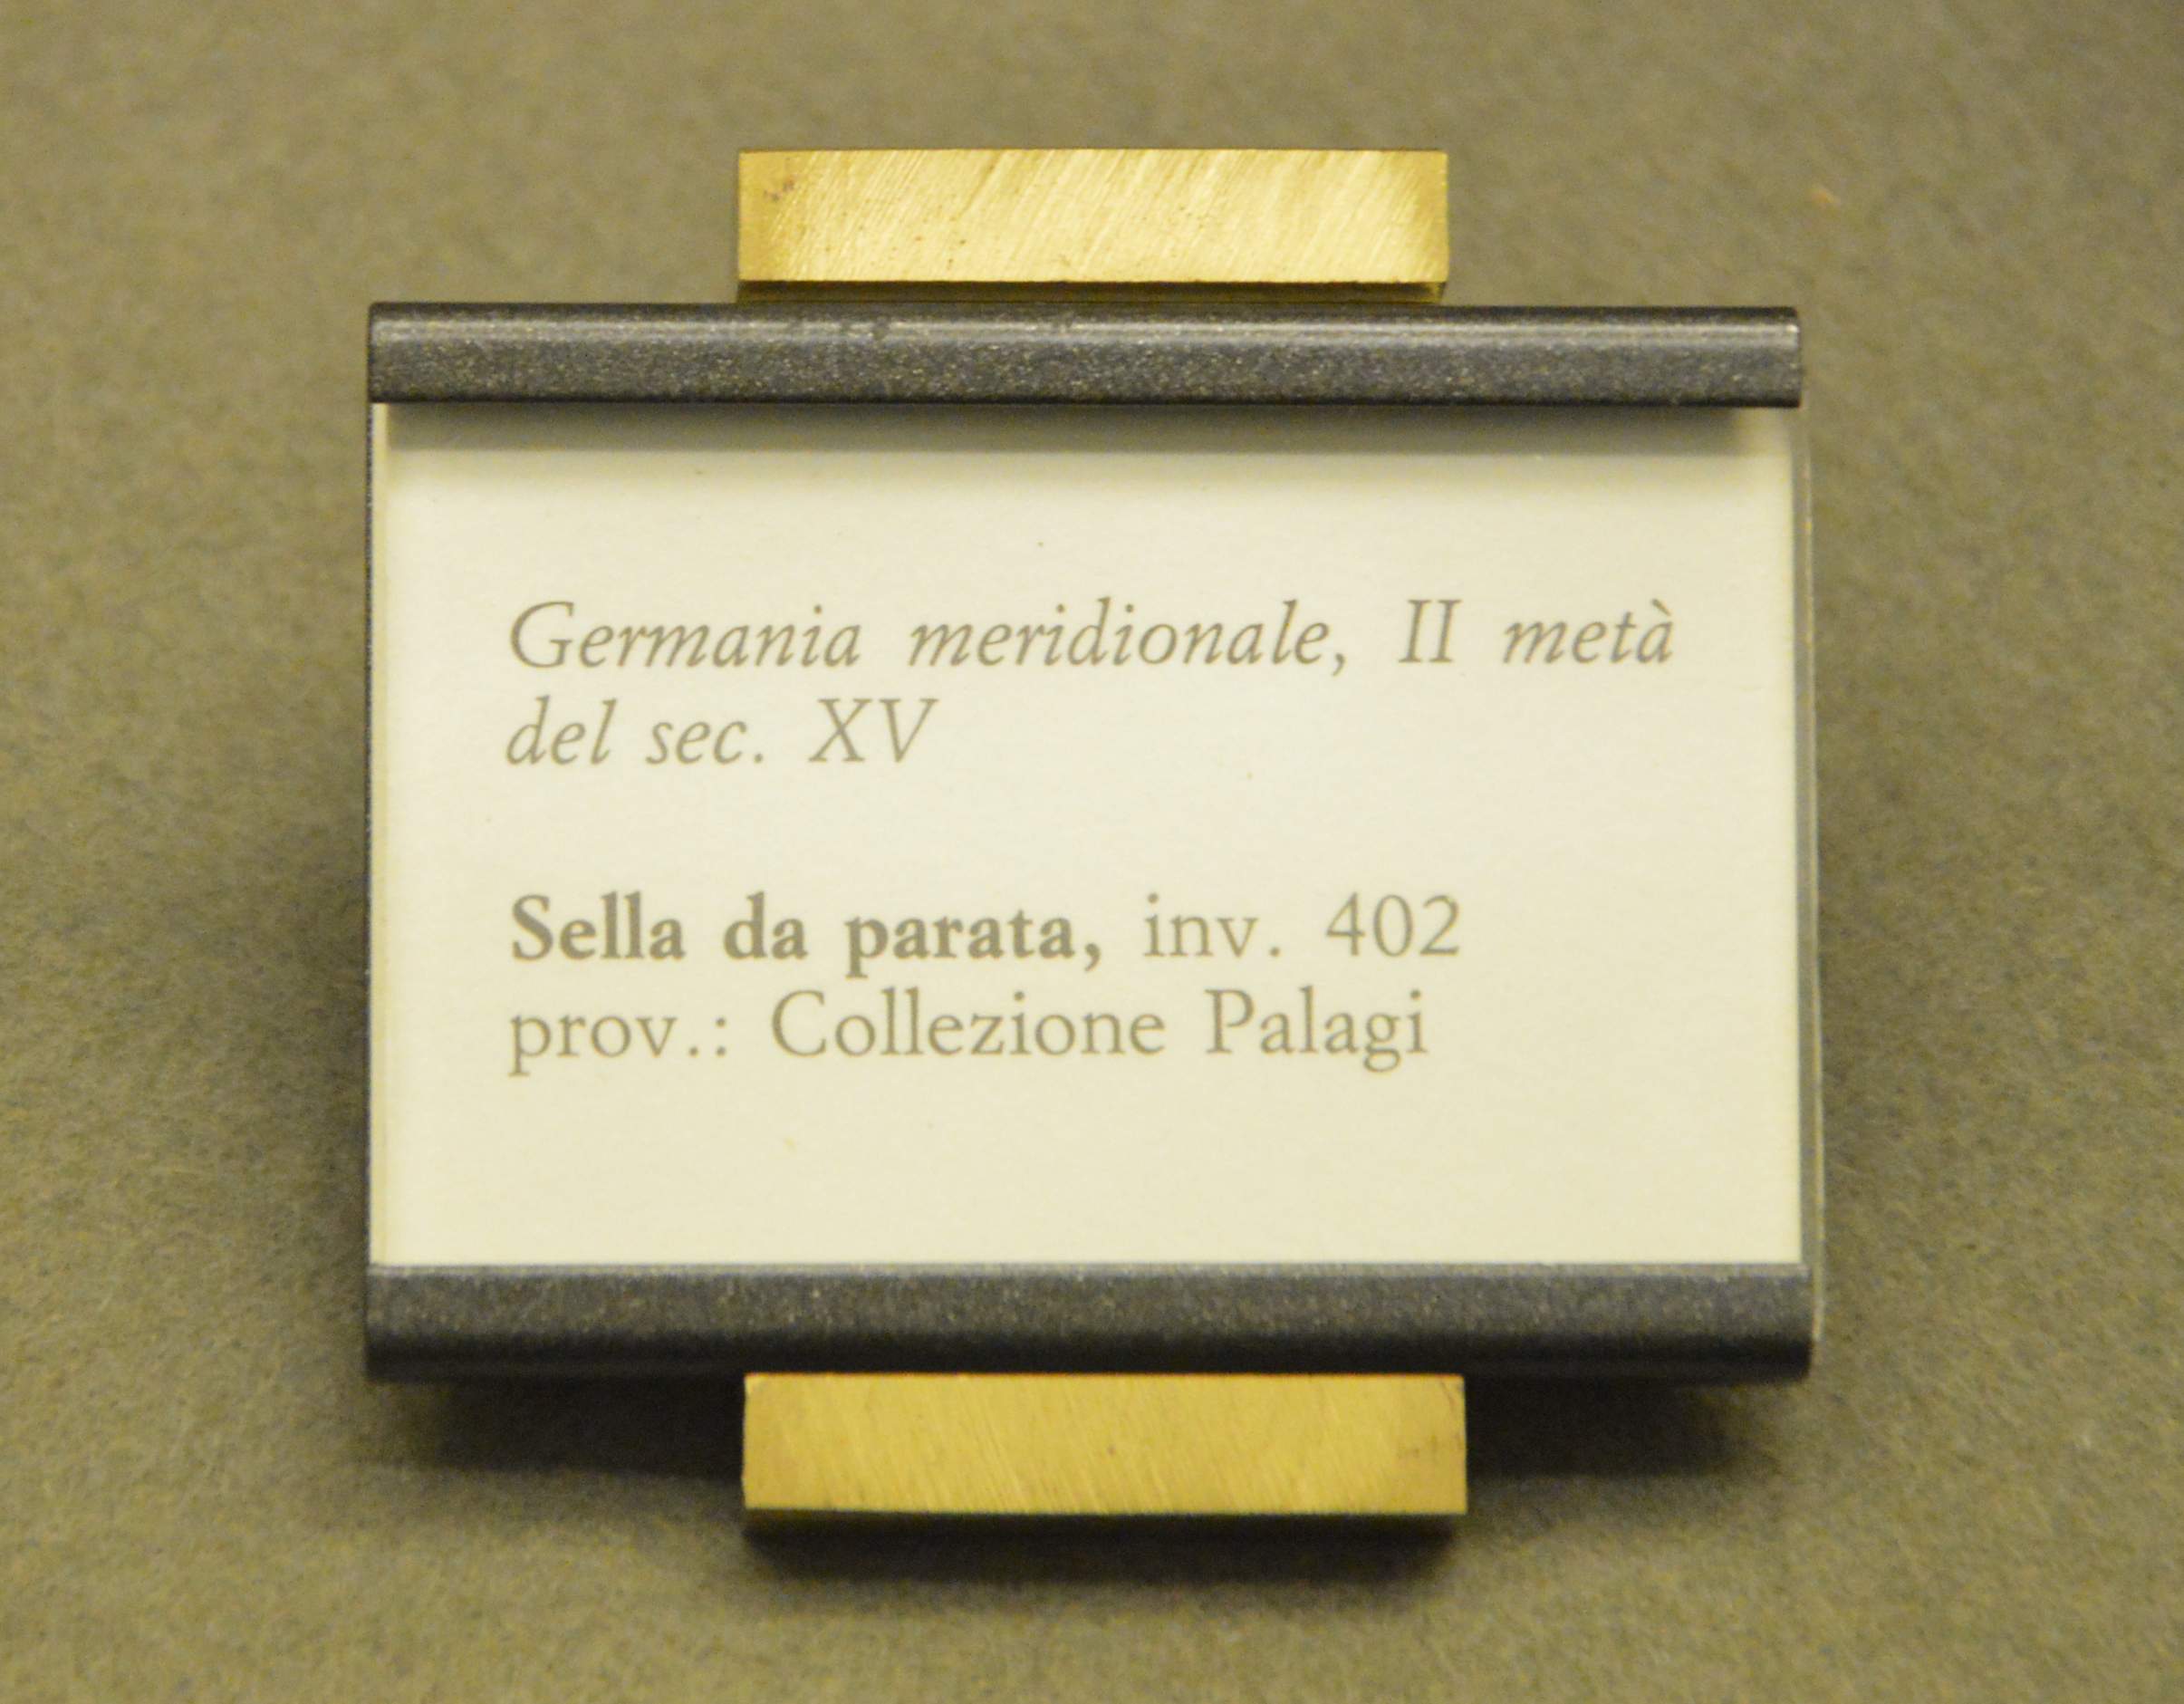 Germania meridionale, II metà
del sec. XV
Sella da parata, inv. 402
prov.: Collezione Palagi